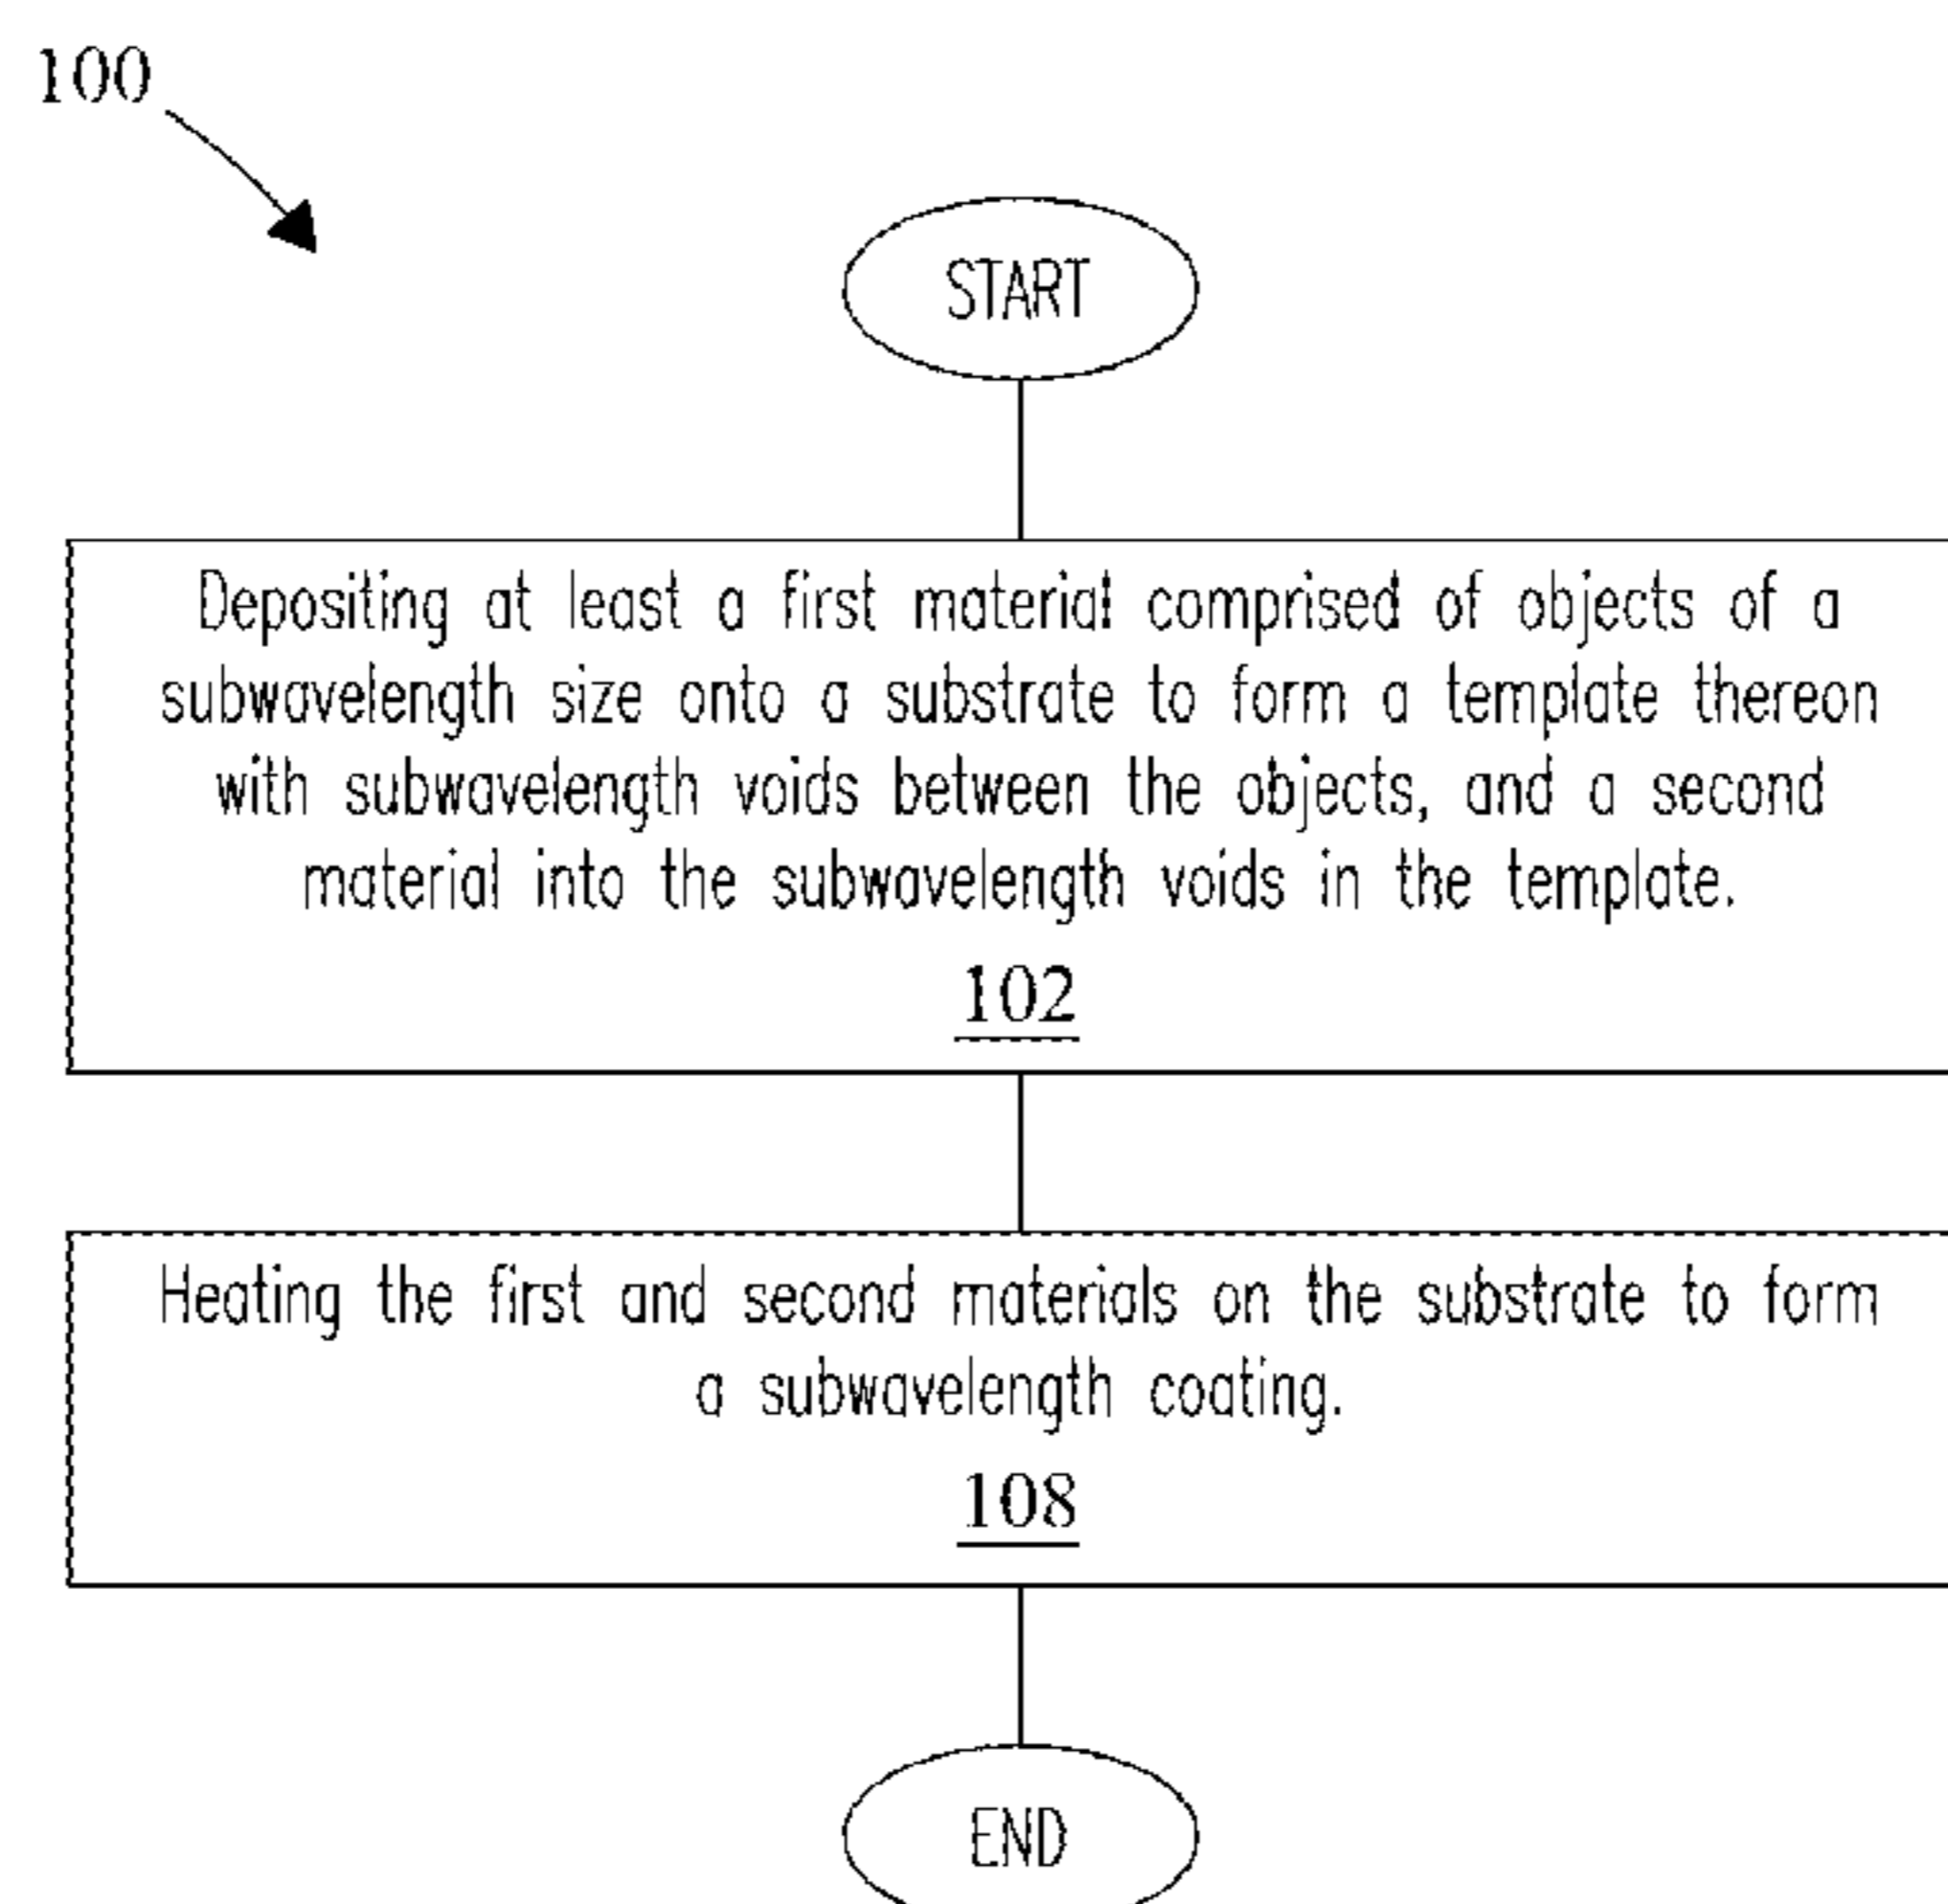 100
START
Depositing at least a first material comprised of objects of a
subwavelength size onto a substrate to form a template thereon
with subwavelength voids between the objects, and a second
material into the subwavelength voids in the template.
102
Heating the first and second materials on the substrate to form
a subwavelength coating.
108
END